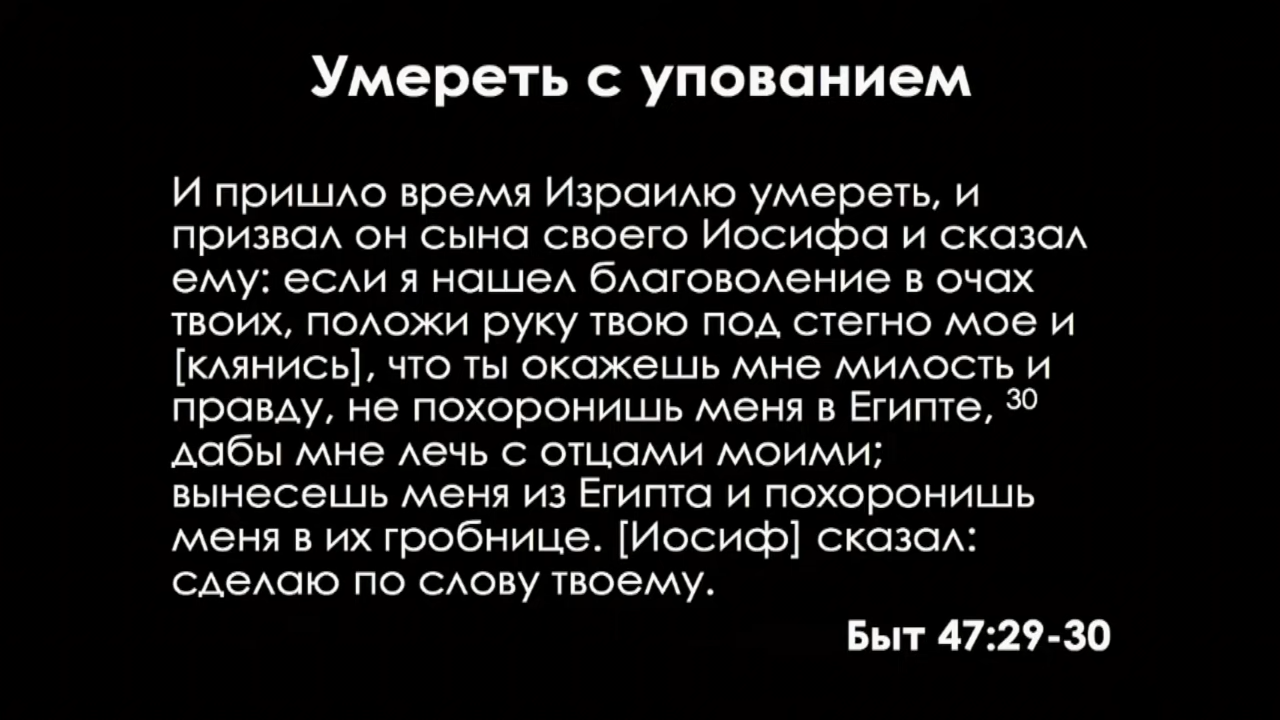 Умереть с упованием
И пришло время Израилю умереть, и
призвал он сына своего Иосифа и сказал
ему: если я нашел благоволение в очах
твоих, положи руку твою под стегно мое и
[клянись], что ты окажешь мне милость и
правду, не похоронишь меня в Египте, 30
дабы мне лечь с отцами моими;
вынесешь меня из Египта и похоронишь
меня в их гробнице. [Иосиф] сказал:
сделаю по слову твоему.
Быт 47:29-30